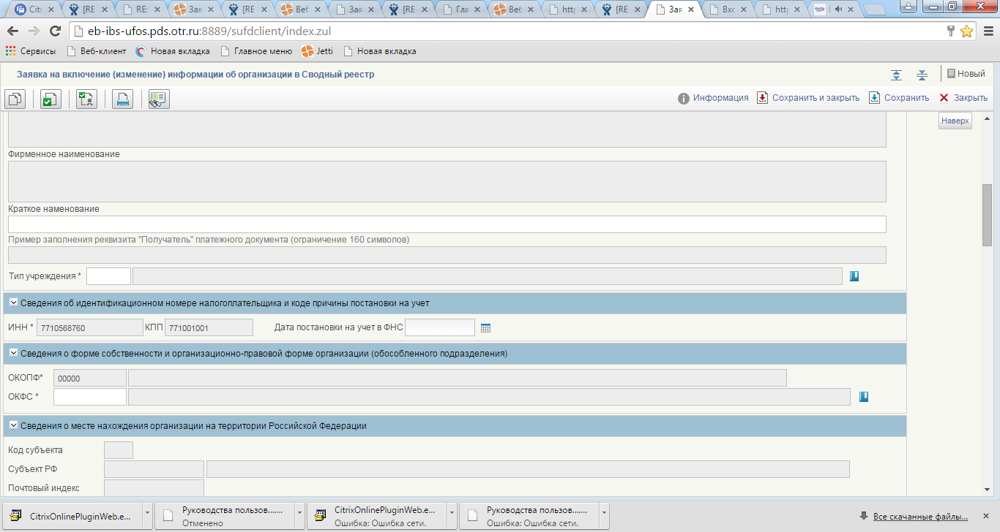 Citr
[RE
RE:
Зая
[RE
Веб
Зая
[RE
Гла
Веб
http
[RE
Зая
Вхо
http
eb-ibs-ufos.pds.otr.ru:8889/sufdclient/index.zul
Сервисы Веб-клиент Новая вкладка Главное меню Jetti Новая вкладка
Заявка на включение (изменение) информации об организации в Сводный реестр
Новый
Информация Сохранить и закрыть Сохранить Закрыть
Наверх
Фирменное наименование
Краткое наменование
Пример заполнения реквизита "Получатель" платежного документа (ограничение 160 символов)
Тип учреждения *
Сведения об идентификационном номере налогоплательщика и коде причины постановки на учет
ИНН * 7710568760 КПП 771001001 Дата постановки на учет в ФНС
Сведения о форме собственности и организационно-правовой форме организации (обособленного подразделения)
ОКОПФ* 00000
ОКФС *
Сведения о месте нахождения организации на территории Российской Федерации
Код субъекта
Субъект РФ
Почтовый индекс
CitrixOnlinePluginWeb.e...
Руководства пользов.......
Отменено
CitrixOnlinePluginWeb.e...
Ошибка: Ошибка сети.
Руководства пользов.......
Ошибка: Ошибка сети.
Все скачанные файлы...